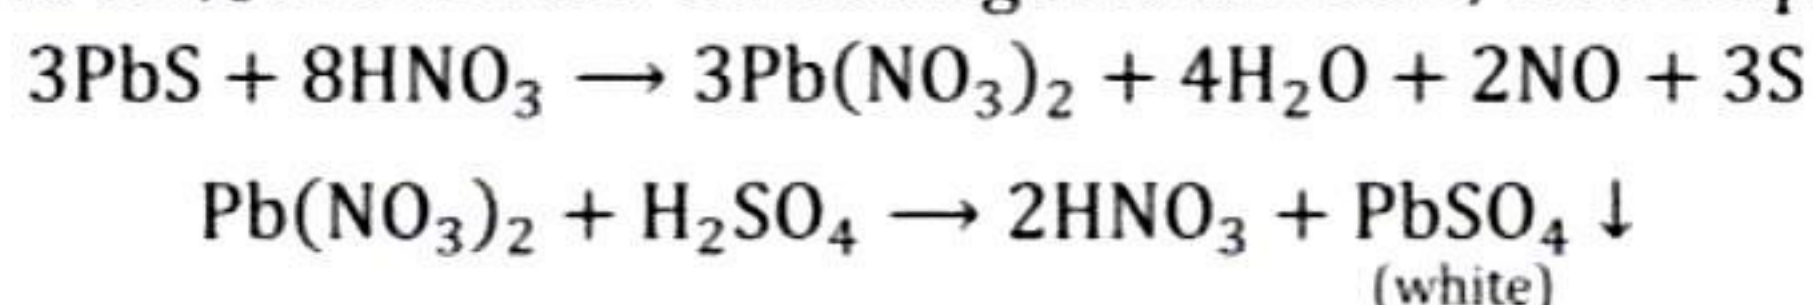 3PbS + 8HNO₃ → 3Pb(NO₃)₂ + 4H₂O + 2NO + 3S
Pb(NO₃)₂ + H₂SO₄ → 2HNO₃ + PbSO₄ ↓
(white)